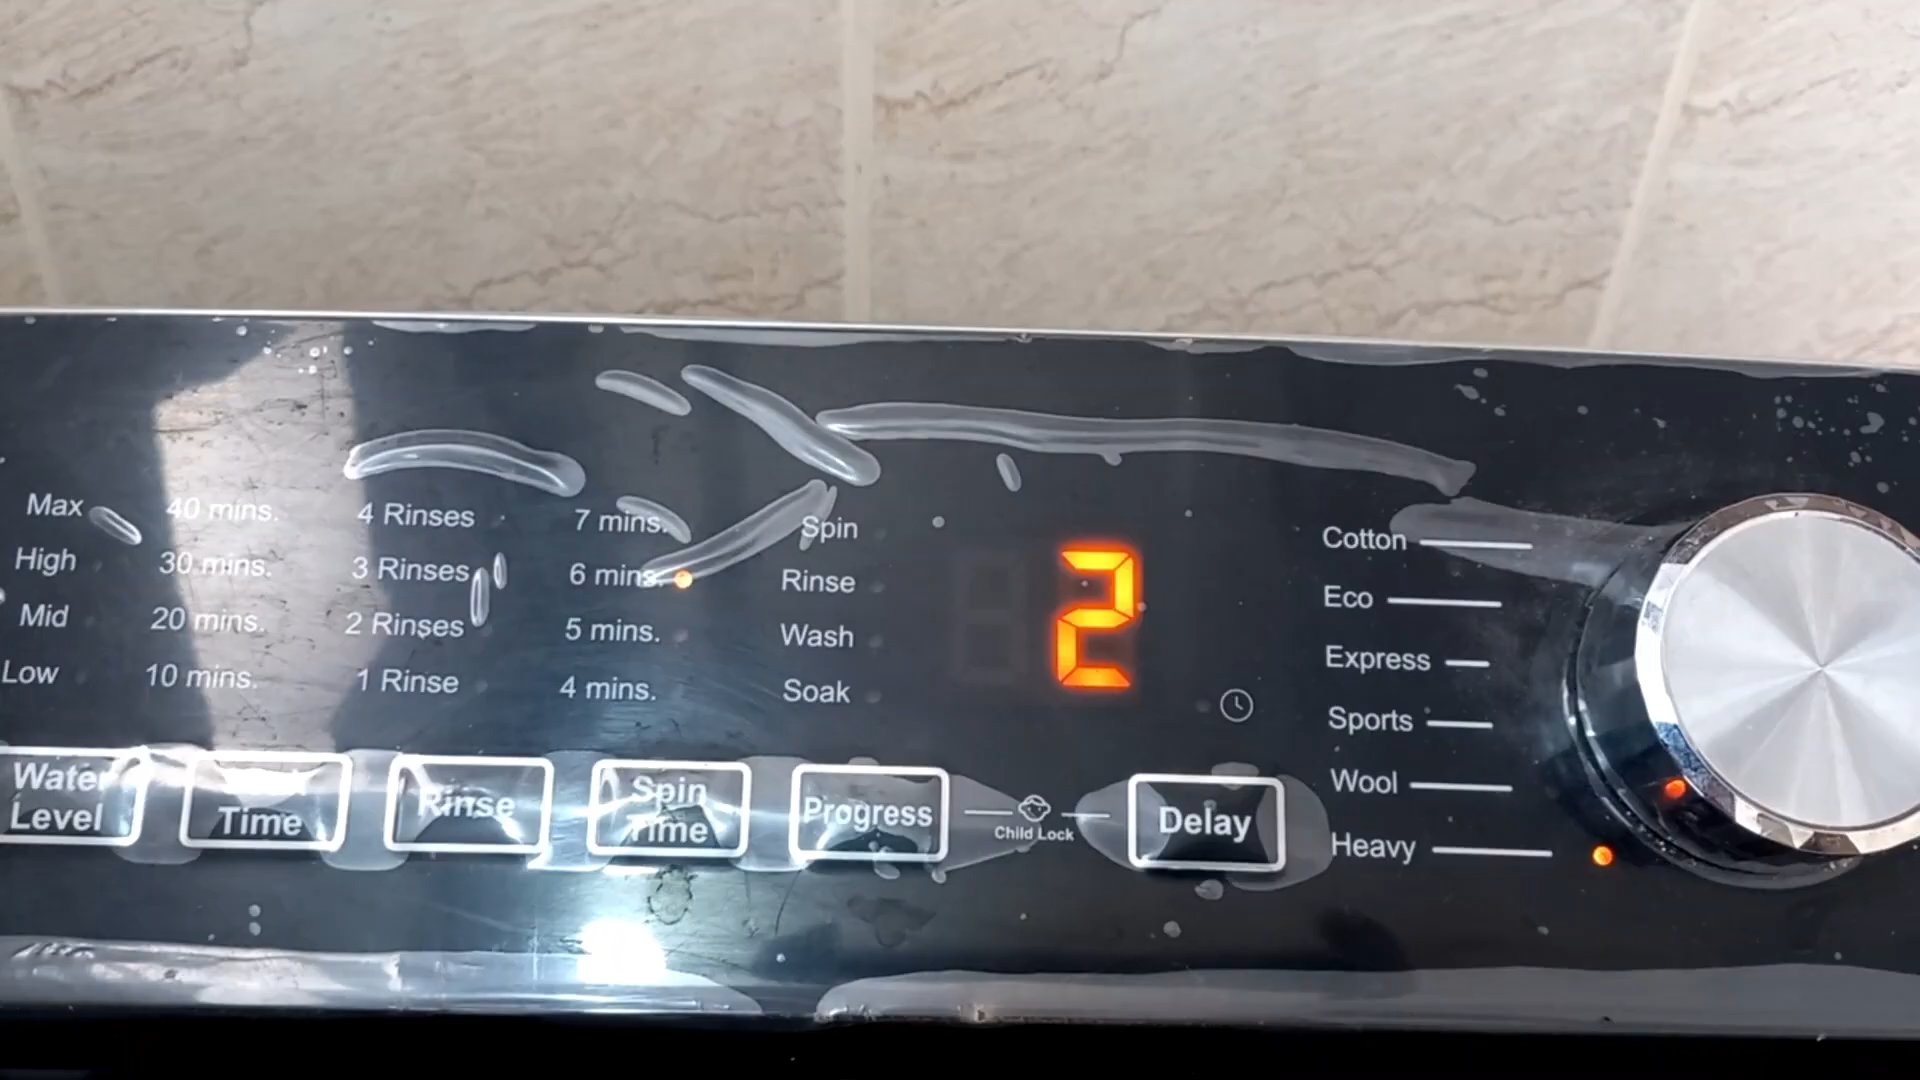 Max 40 mins. 4 Rinses 7 mins. Spin
High 30 mins. 3 Rinses 6 mins. Rinse
Mid 20 mins. 2 Rinses 5 mins. Wash
Low 10 mins. 1 Rinse 4 mins. Soak
2
Cotton
Eco
Express
Sports
Wool
Heavy
Water
Level
Time
Rinse
Spin
Time
Progress
Child Lock
Delay